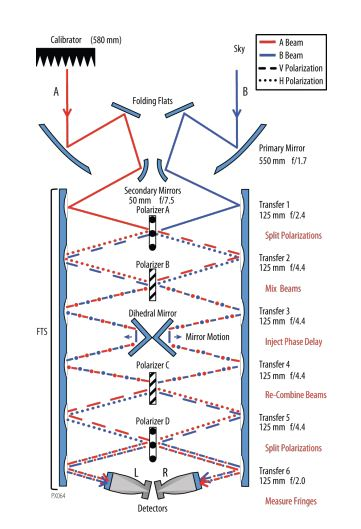 Calibrator (580 mm)
Sky
A Beam
B Beam
V Polarization
H Polarization
A
B
Folding Flats
Primary Mirror
550 mm f/1.7
Secondary Mirrors
50 mm f/7.5
Polarizer A
Transfer 1
125 mm f/2.4
Split Polarizations
Transfer 2
125 mm f/4.4
Polarizer B
Mix Beams
Transfer 3
125 mm f/4.4
Dihedral Mirror
Mirror Motion
Inject Phase Delay
FTS
Transfer 4
125 mm f/4.4
Polarizer C
Re-Combine Beams
Transfer 5
125 mm f/4.4
Polarizer D
Split Polarizations
L R
Transfer 6
125 mm f/2.0
PX064
Detectors
Measure Fringes